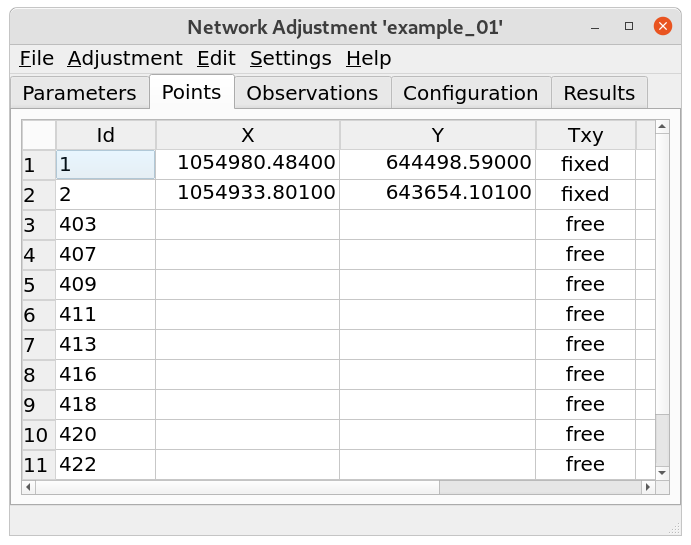 Network Adjustment 'example_01'
File Adjustment Edit Settings Help
Parameters Points Observations Configuration Results
Id X Y Txy
1 1 1054980.48400 644498.59000 fixed
2 2 1054933.80100 643654.10100 fixed
3 403 free
4 407 free
5 409 free
6 411 free
7 413 free
8 416 free
9 418 free
10 420 free
11 422 free